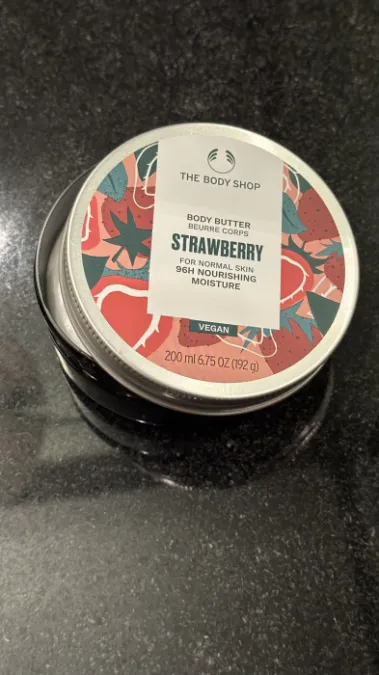 THE BODY SHOP
BODY BUTTER
BEURRE CORPS
STRAWBERRY
FOR NORMAL SKIN
96H NOURISHING
MOISTURE
VEGAN
200 ml 6.75 OZ (192 g)